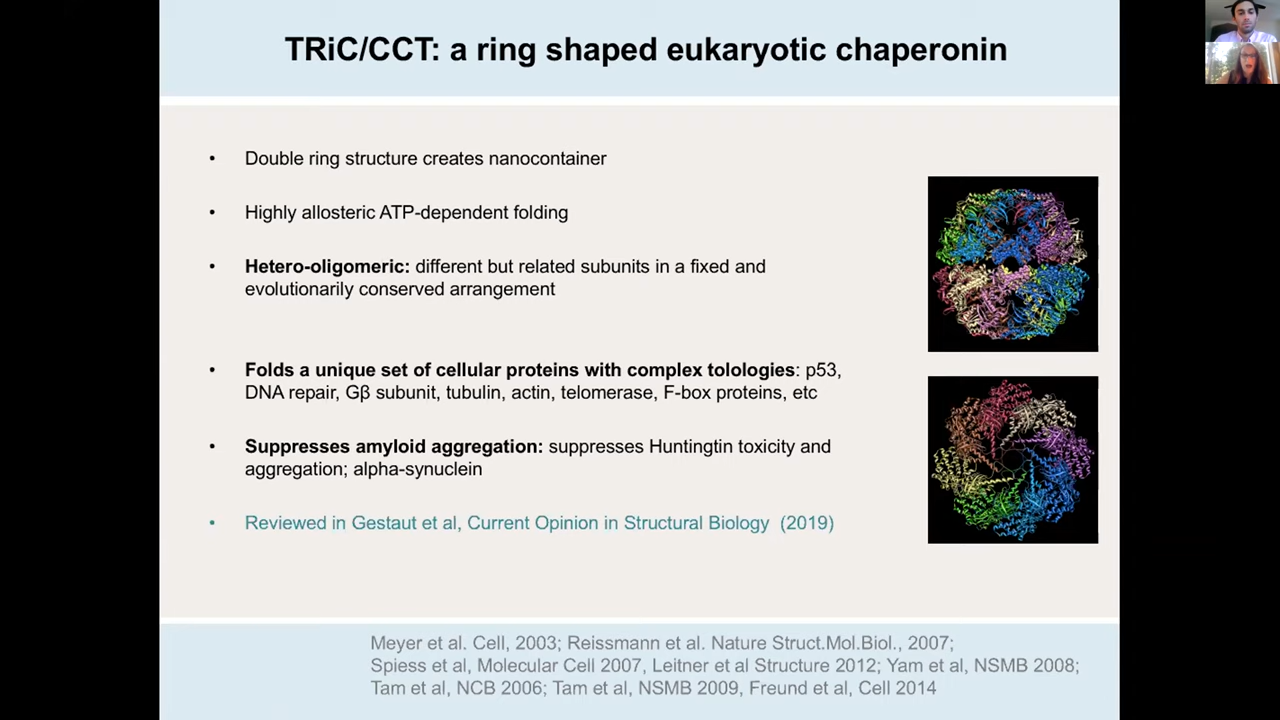 TRiC/CCT: a ring shaped eukaryotic chaperonin
• Double ring structure creates nanocontainer
• Highly allosteric ATP-dependent folding
• Hetero-oligomeric: different but related subunits in a fixed and
evolutionarily conserved arrangement
• Folds a unique set of cellular proteins with complex tolologies: p53,
DNA repair, Gβ subunit, tubulin, actin, telomerase, F-box proteins, etc
• Suppresses amyloid aggregation: suppresses Huntingtin toxicity and
aggregation; alpha-synuclein
• Reviewed in Gestaut et al, Current Opinion in Structural Biology (2019)
Meyer et al. Cell, 2003; Reissmann et al. Nature Struct.Mol.Biol., 2007;
Spiess et al, Molecular Cell 2007, Leitner et al Structure 2012; Yam et al, NSMB 2008;
Tam et al, NCB 2006; Tam et al, NSMB 2009, Freund et al, Cell 2014